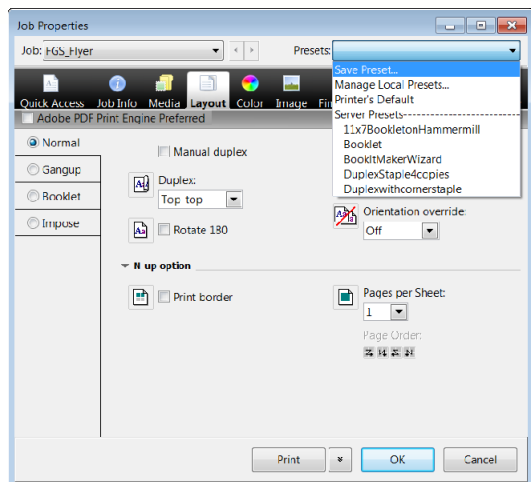 Job Properties
Job: FGS_Flyer
Presets:
Save Preset...
Manage Local Presets...
Printer's Default
Server Presets
11x7BookletonHammermill
Booklet
BookltMakerWizard
DuplexStaple4copies
Duplexwithcornerstaple
Quick Access Job Info Media Layout Color Image Fin
Adobe PDF Print Engine Preferred
Normal
Gangup
Booklet
Impose
Manual duplex
Duplex:
Top top
Rotate 180
Orientation override:
Off
N up option
Print border
Pages per Sheet:
1
Page Order:
Print
OK
Cancel